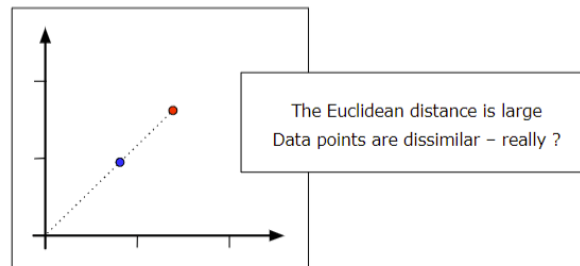 The Euclidean distance is large
Data points are dissimilar – really ?